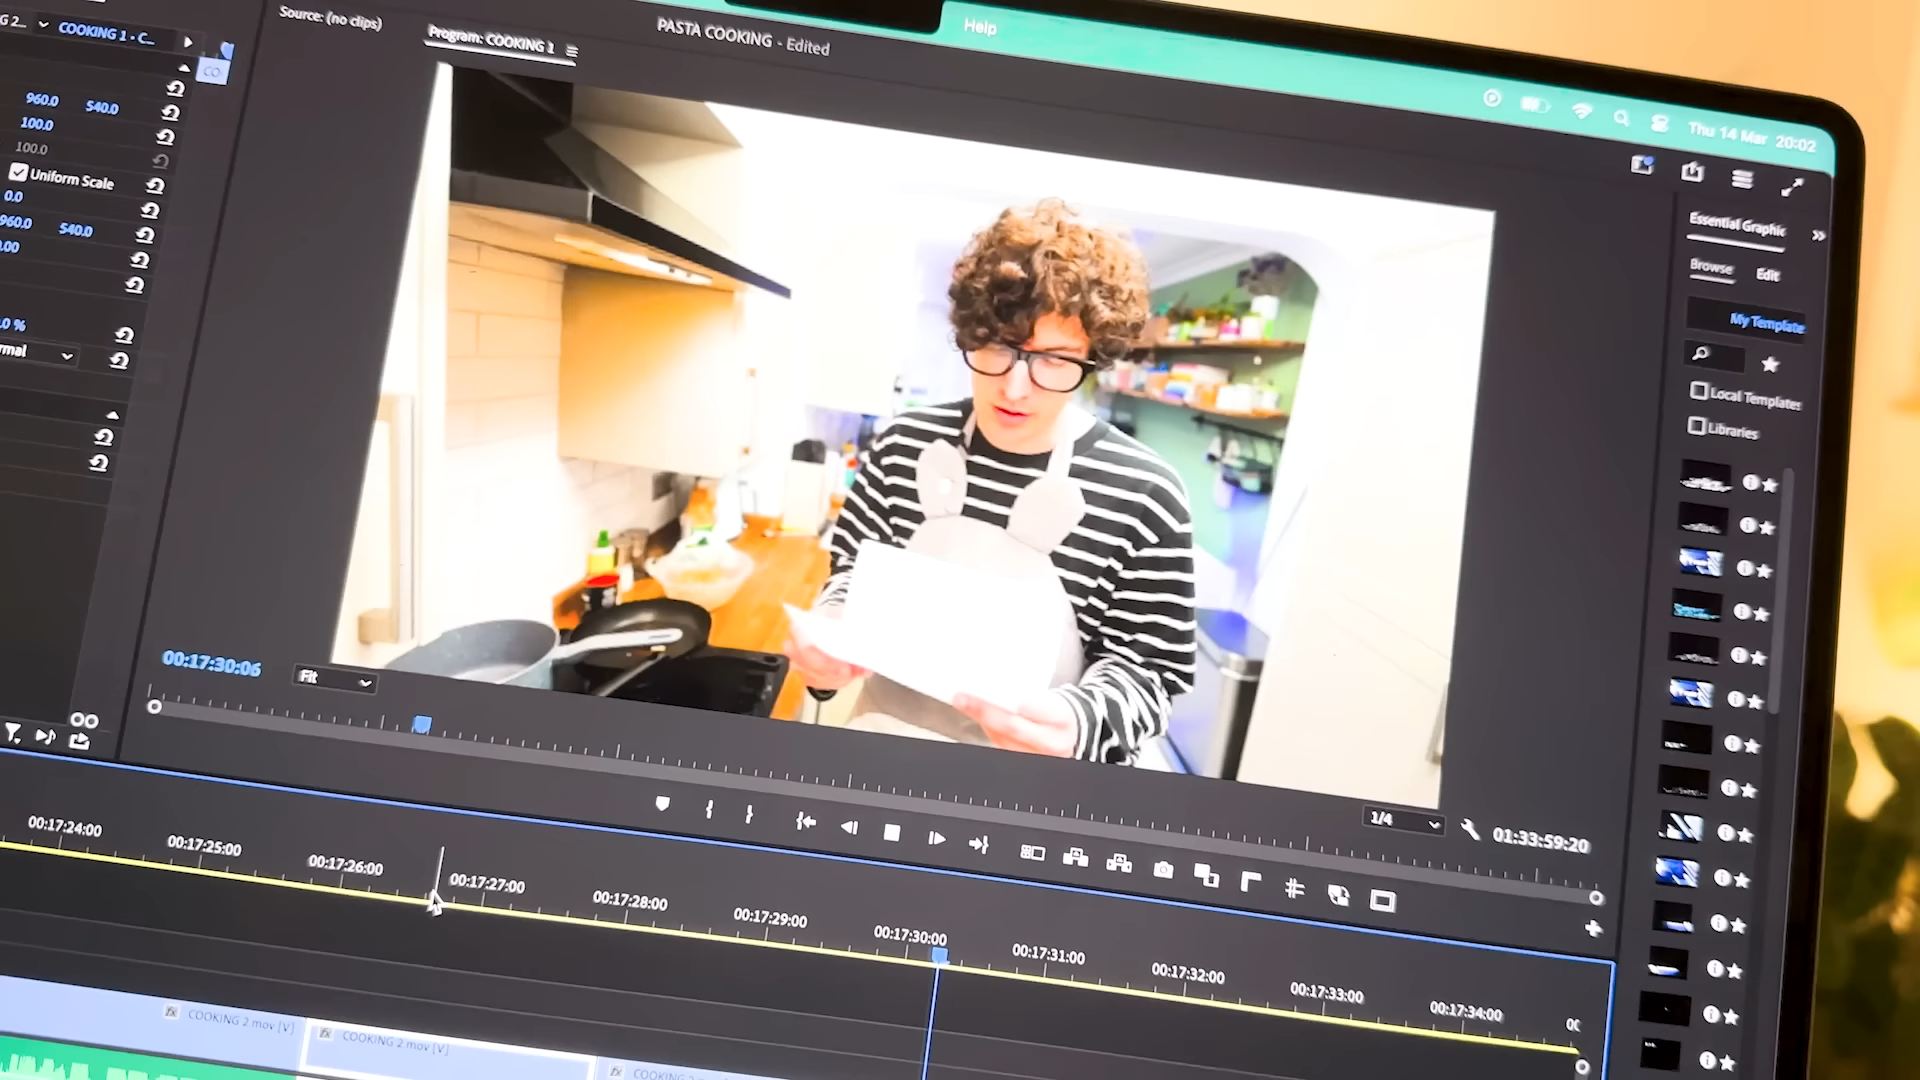 Source: (no clips)
Program: COOKING 1
PASTA COOKING - Edited
Help
Thu 14 Mar 20:02
COOKING 1 - C...
CO
960.0 540.0
100.0
100.0
Uniform Scale
0.0
960.0 540.0
Essential Graphic
Browse Edit
My Template
Local Templates
Libraries
00:17:30:06
Fit
1/4
01:33:59:20
00:17:24:00
00:17:25:00
00:17:26:00
00:17:27:00
00:17:28:00
00:17:29:00
00:17:30:00
00:17:31:00
00:17:32:00
00:17:33:00
00:17:34:00
fx COOKING 2 mov [V]
fx COOKING 2 mov [V]
fx COOKING